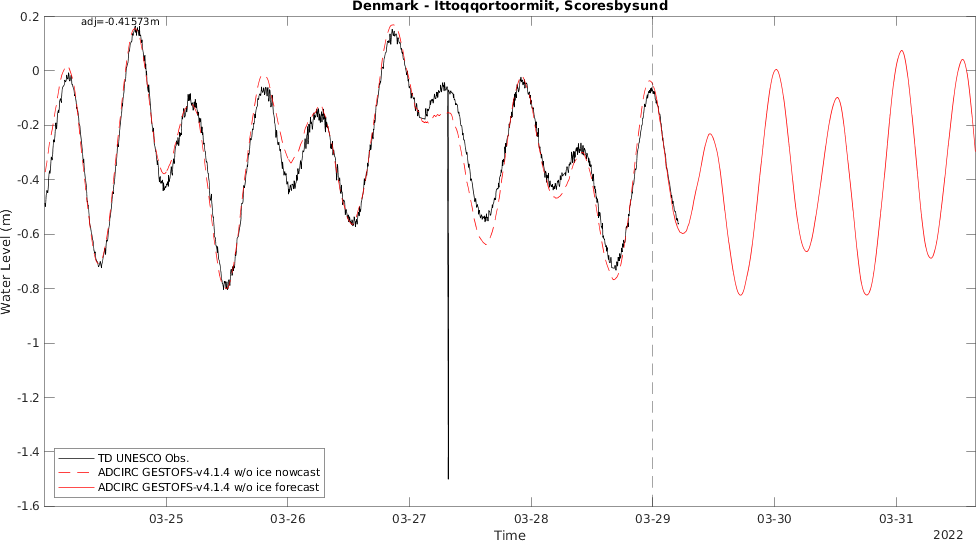 Denmark - Ittoqqortoormiit, Scoresbysund
adj=-0.41573m
0.2
0
-0.2
-0.4
-0.6
-0.8
-1
-1.2
-1.4
-1.6
Water Level (m)
TD UNESCO Obs.
ADCIRC GESTOFS-v4.1.4 w/o ice nowcast
ADCIRC GESTOFS-v4.1.4 w/o ice forecast
03-25 03-26 03-27 03-28 03-29 03-30 03-31
Time
2022